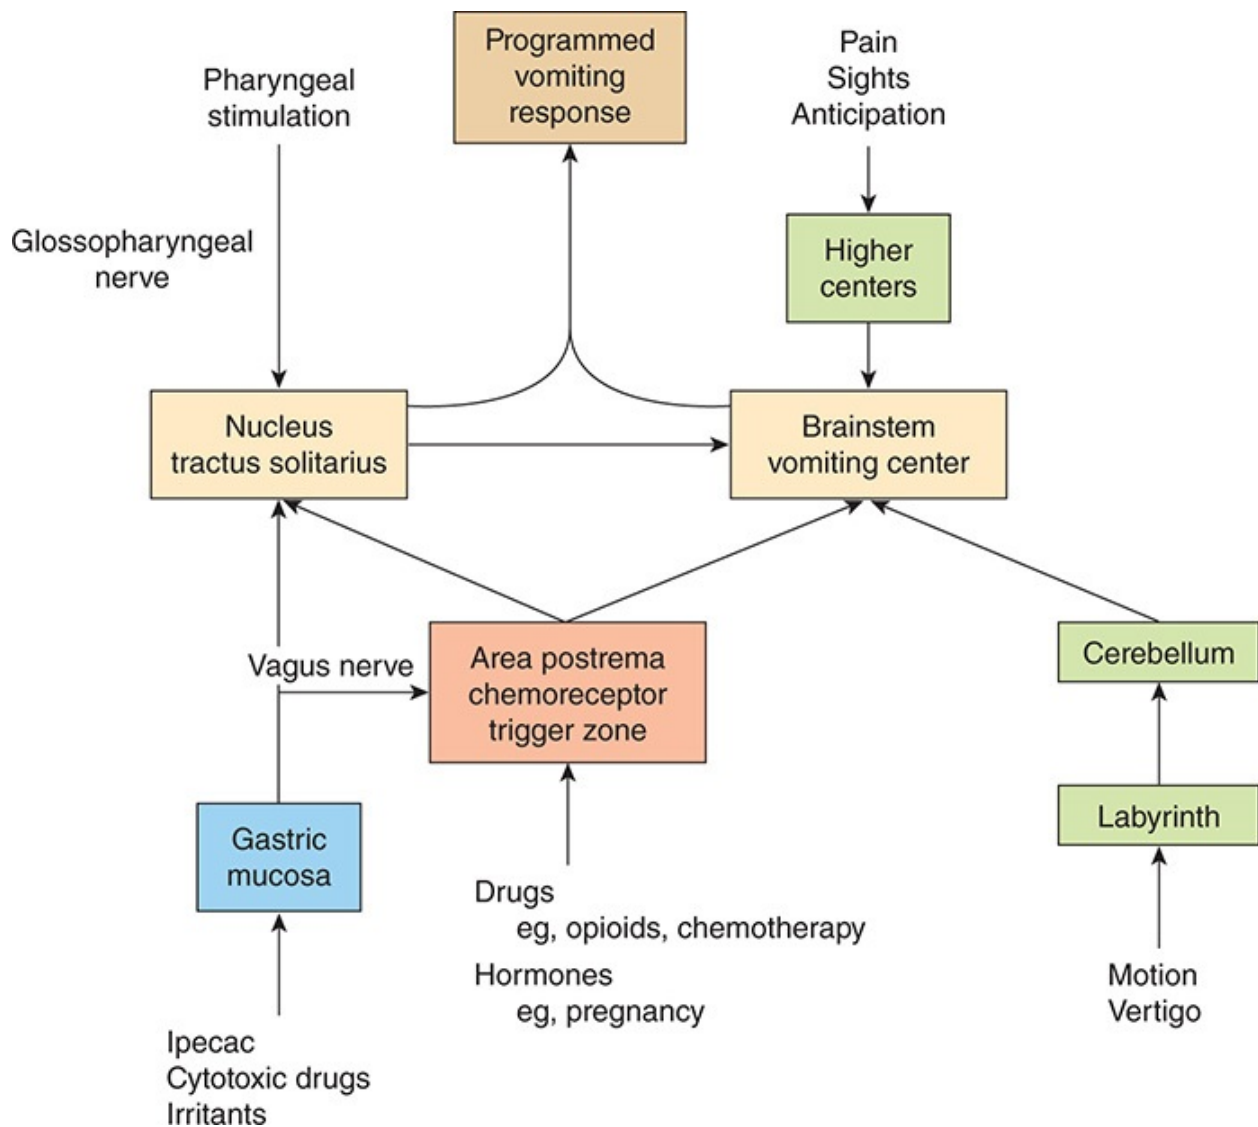 Programmed
vomiting
response
Pain
Sights
Anticipation
Pharyngeal
stimulation
Glossopharyngeal
nerve
Higher
centers
Nucleus
tractus solitarius
Brainstem
vomiting center
Vagus nerve
Area postrema
chemoreceptor
trigger zone
Cerebellum
Labyrinth
Gastric
mucosa
Drugs
eg, opioids, chemotherapy
Hormones
eg, pregnancy
Motion
Vertigo
Ipecac
Cytotoxic drugs
Irritants